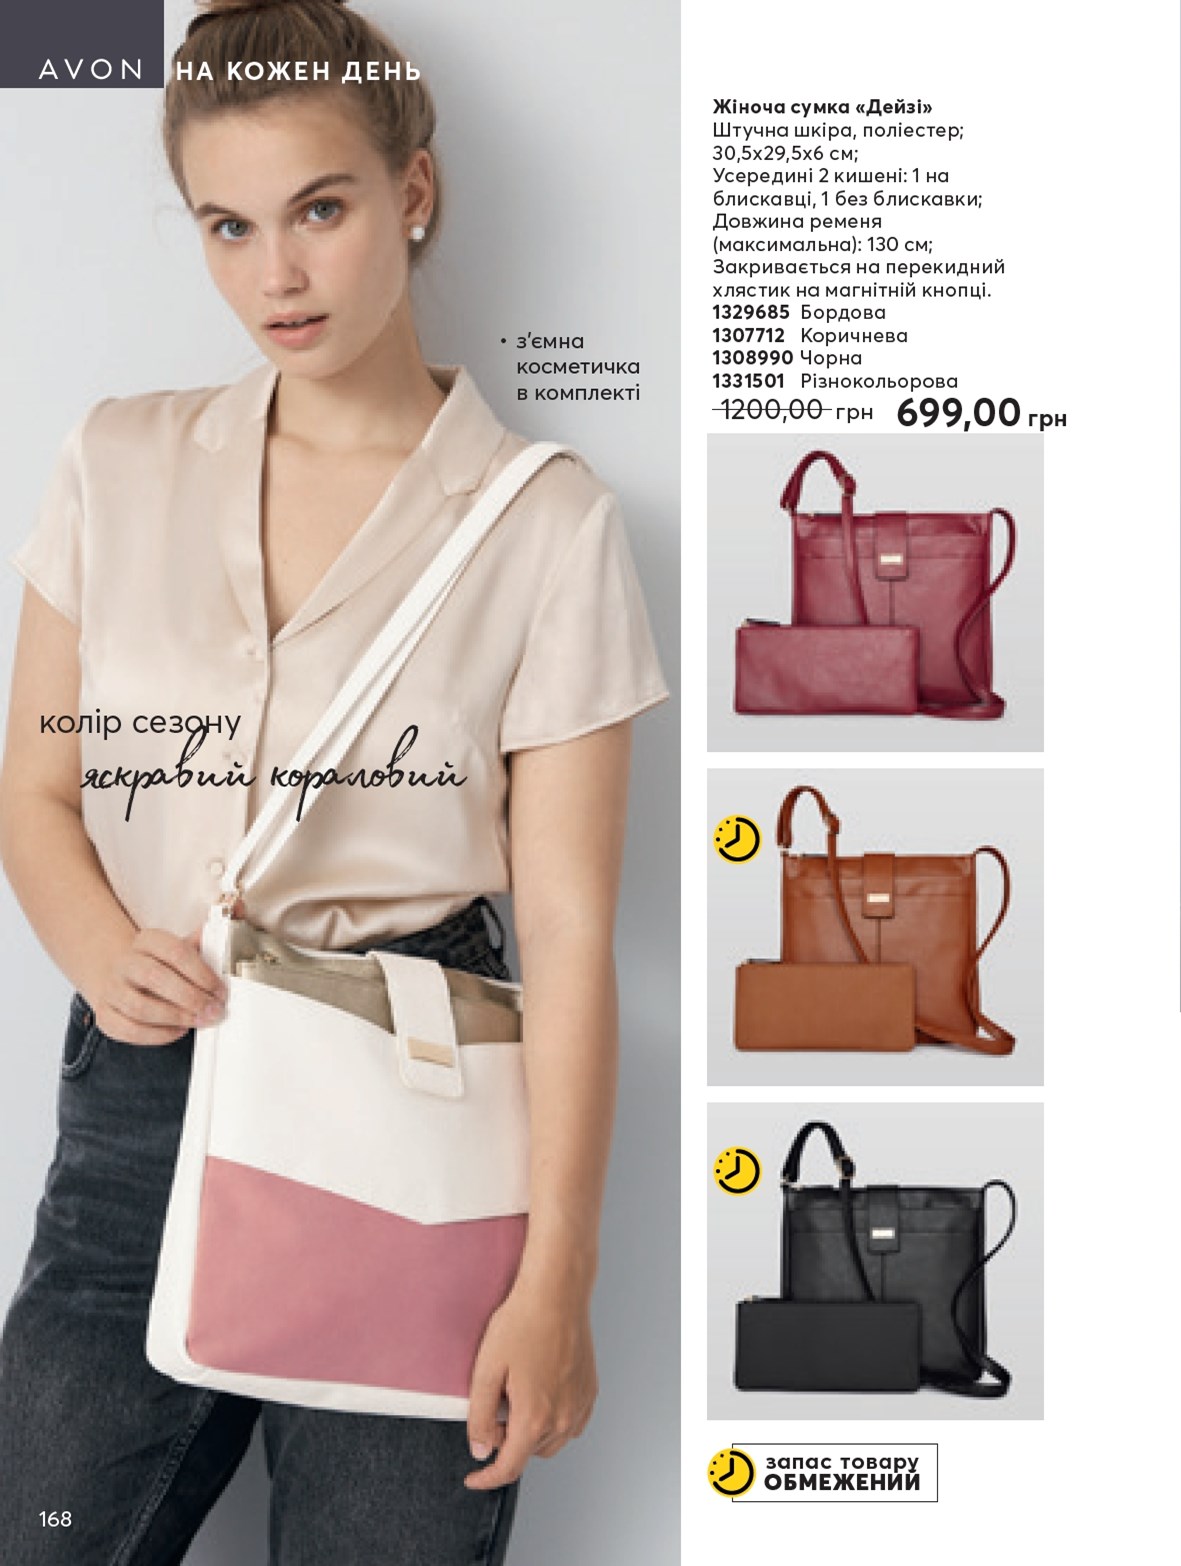 AVON НА КОЖЕН ДЕНЬ
Жіноча сумка «Дейзі»
Штучна шкіра, поліестер;
30,5х29,5х6 см;
Усередині 2 кишені: 1 на
блискавці, 1 без блискавки;
Довжина ременя
(максимальна): 130 см;
Закривається на перекидний
хлястик на магнітній кнопці.
1329685 Бордова
1307712 Коричнева
1308990 Чорна
1331501 Різнокольорова
1200,00 грн 699,00 грн
• з'ємна
косметичка
в комплекті
колір сезону
яскравий кораловий
запас товару
ОБМЕЖЕНИЙ
168